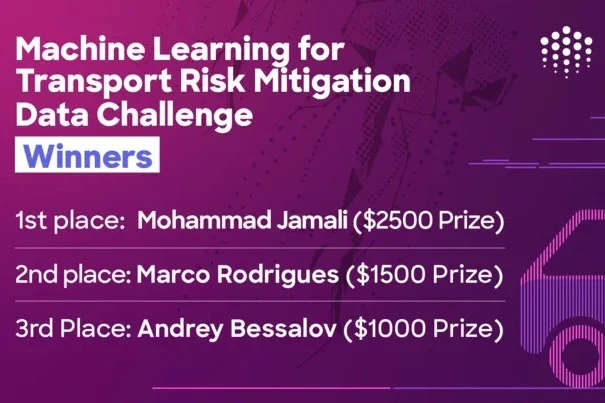 Machine Learning for
Transport Risk Mitigation
Data Challenge
Winners
1st place: Mohammad Jamali ($2500 Prize)
2nd place: Marco Rodrigues ($1500 Prize)
3rd Place: Andrey Bessalov ($1000 Prize)